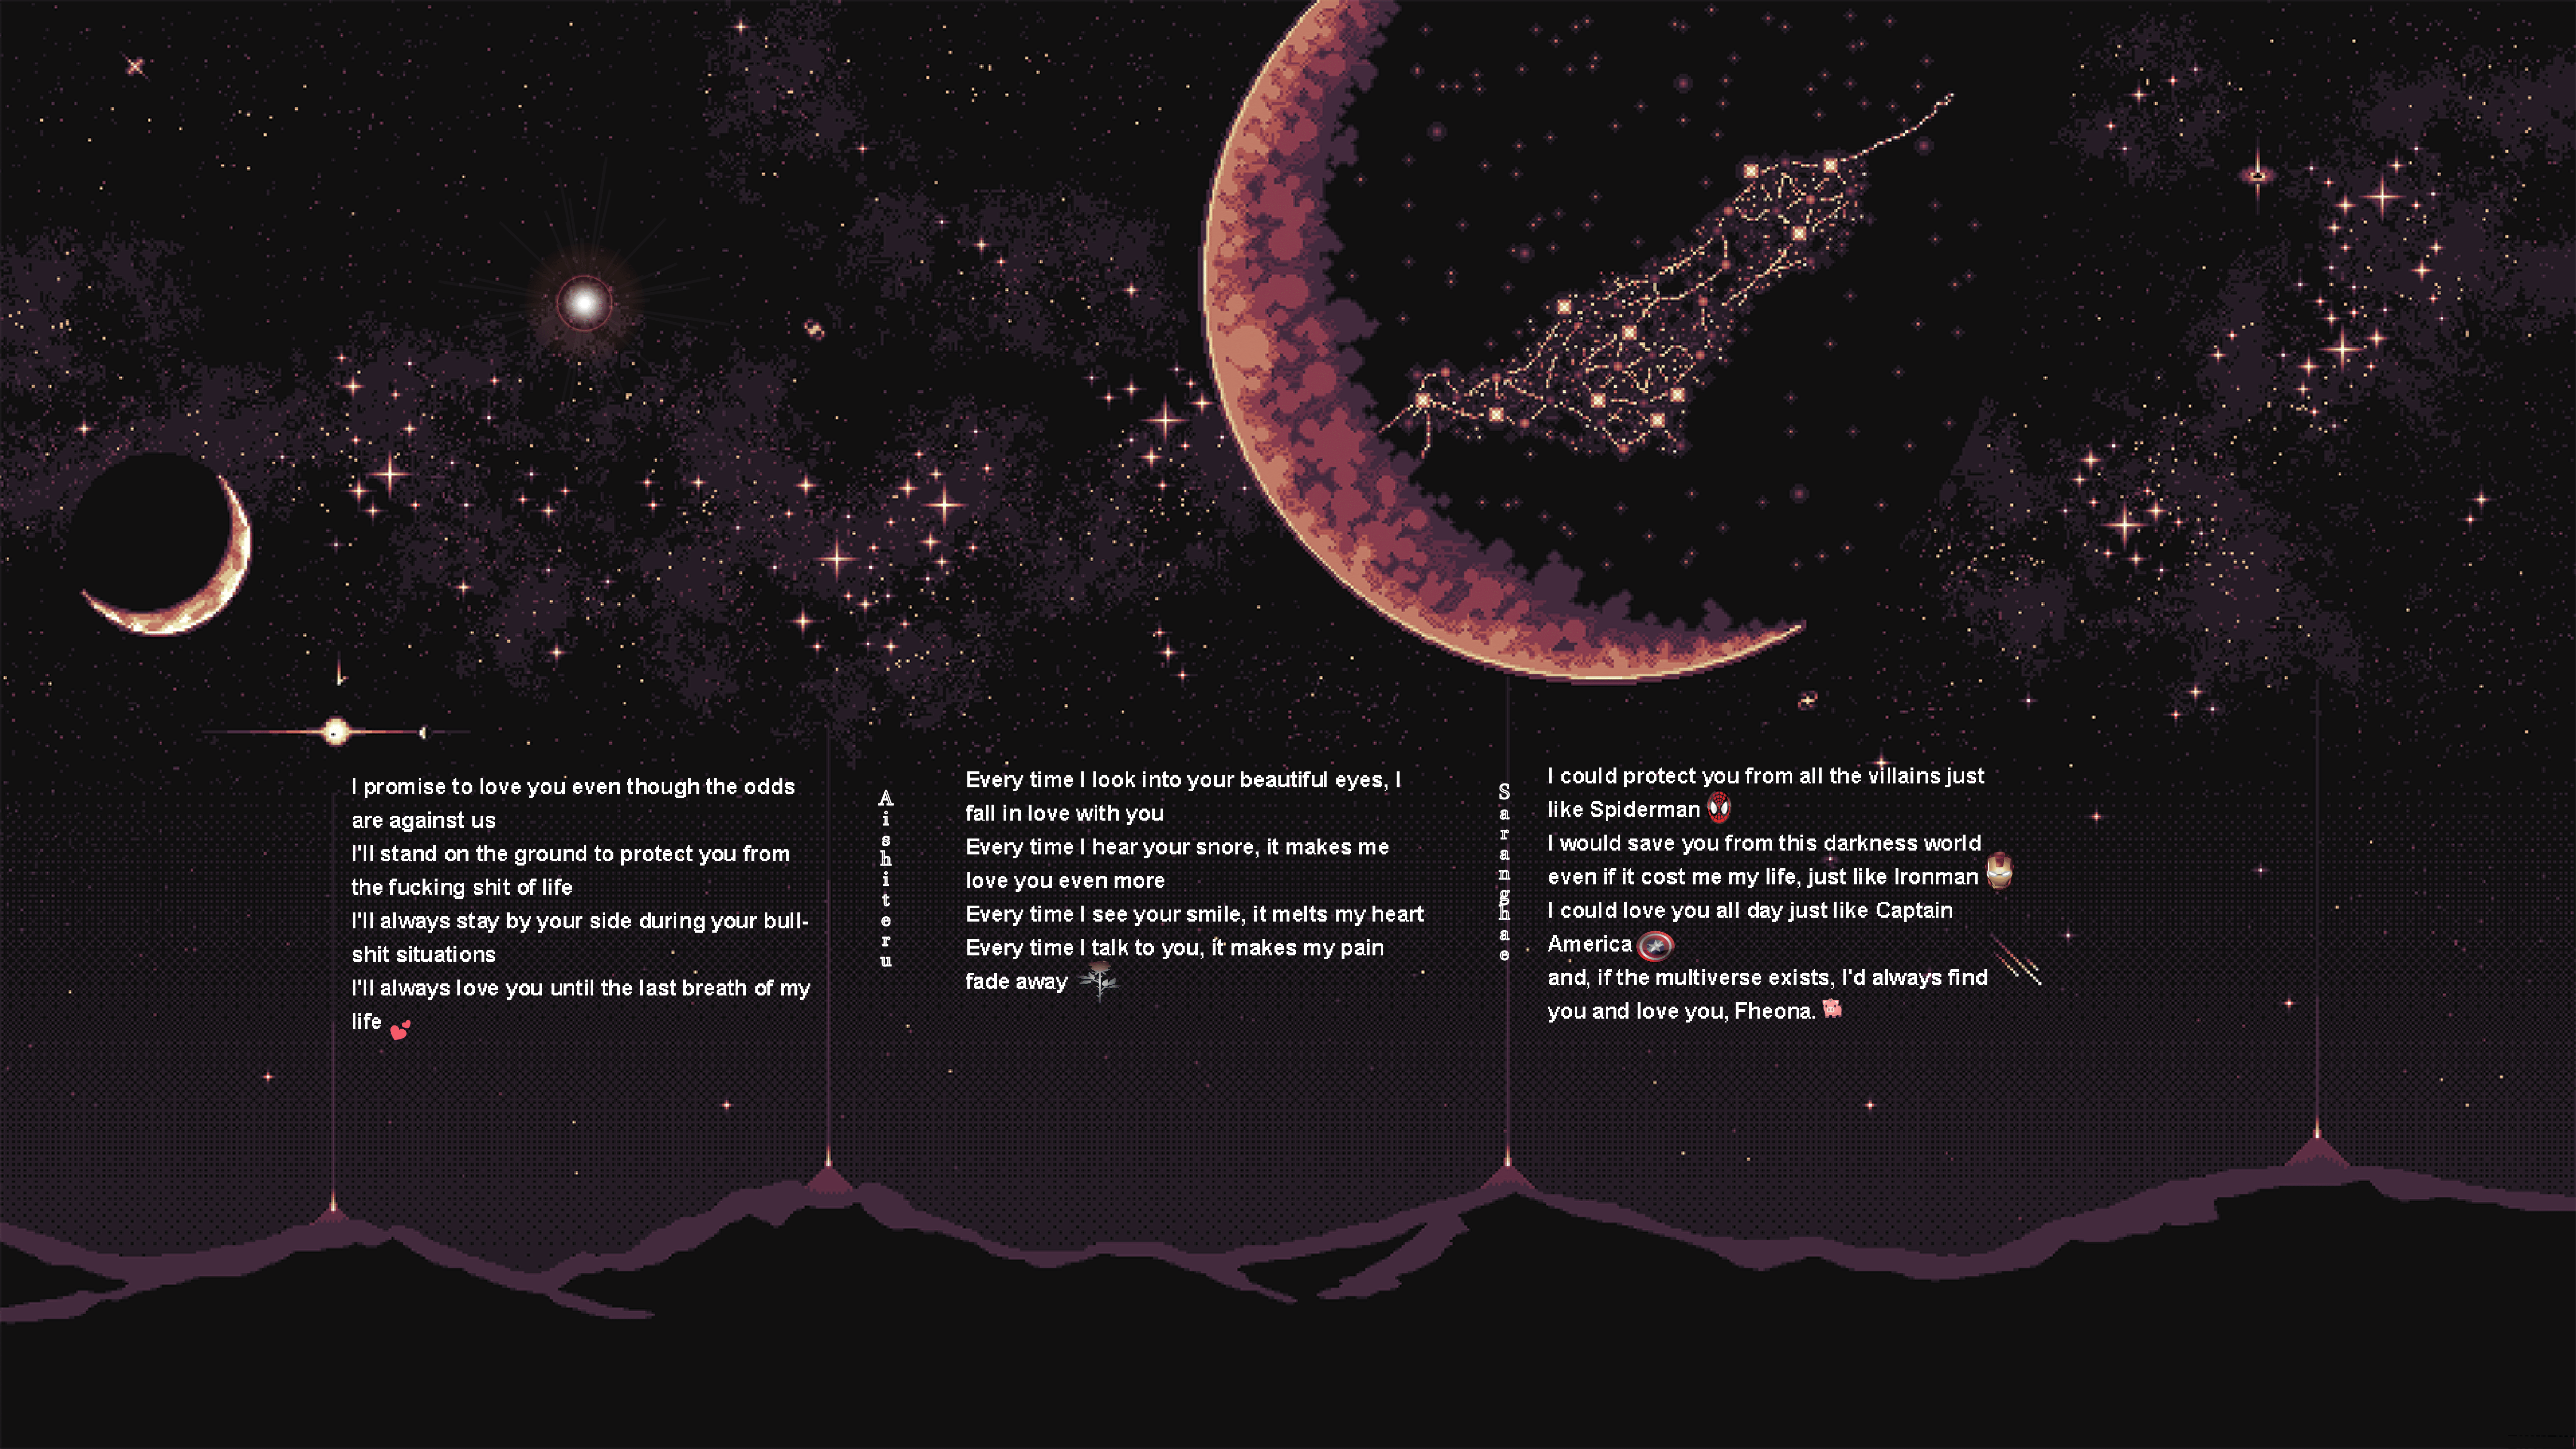 I promise to love you even though the odds
are against us
I'll stand on the ground to protect you from
the fucking shit of life
I'll always stay by your side during your bull-
shit situations
I'll always love you until the last breath of my
life
Aishiteru
Every time I look into your beautiful eyes, I
fall in love with you
Every time I hear your snore, it makes me
love you even more
Every time I see your smile, it melts my heart
Every time I talk to you, it makes my pain
fade away
Saranghae
I could protect you from all the villains just
like Spiderman
I would save you from this darkness world
even if it cost me my life, just like Ironman
I could love you all day just like Captain
America
and, if the multiverse exists, I'd always find
you and love you, Fheona.